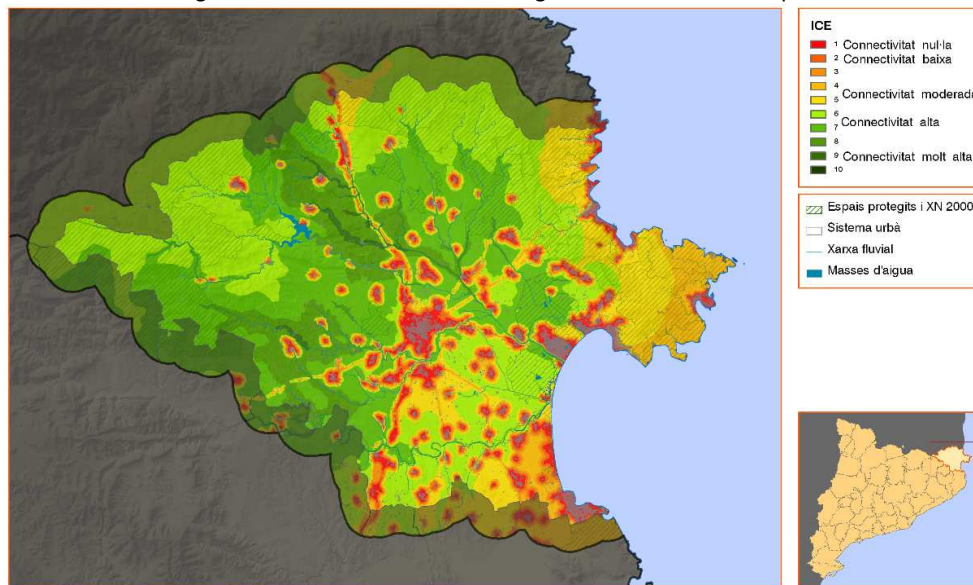 ICE
1 Connectivitat nul·la
2 Connectivitat baixa
3
4
Connectivitat moderada
5
6
Connectivitat alta
7
8
9 Connectivitat molt alta
10
Espais protegits i XN 2000
Sistema urbà
Xarxa fluvial
Masses d'aigua